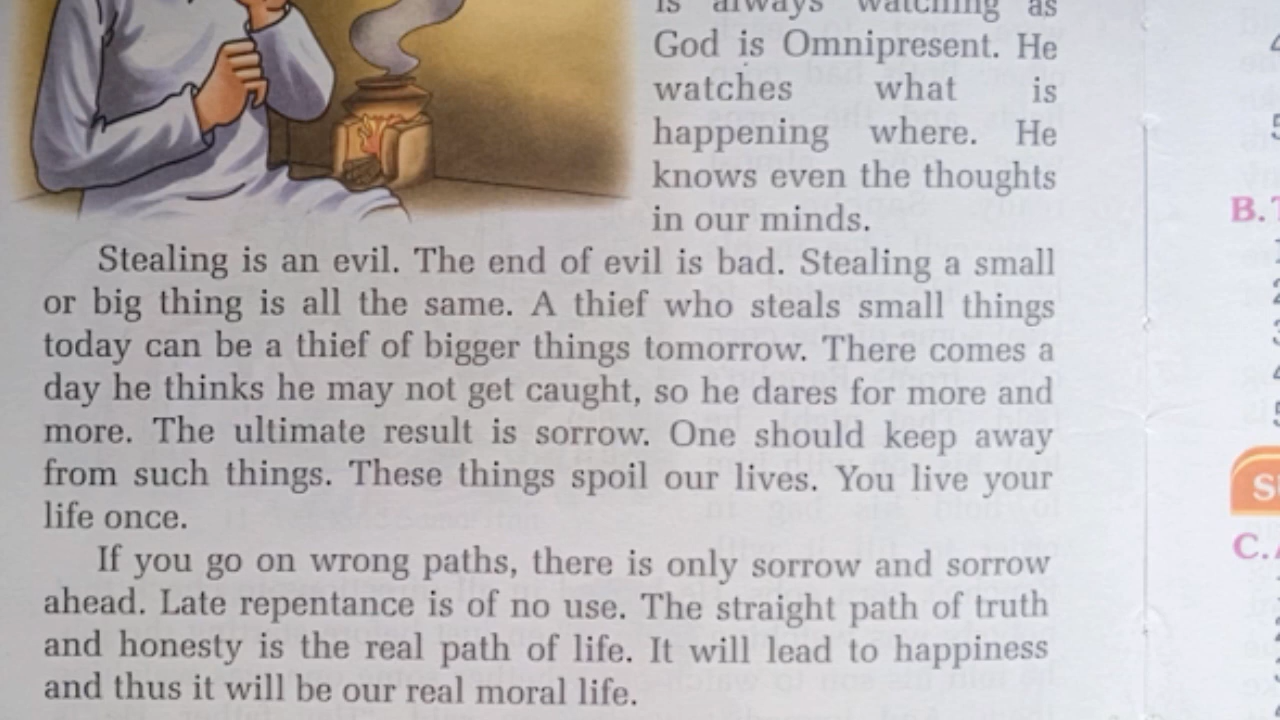 is always watching as
God is Omnipresent. He
watches what is
happening where. He
knows even the thoughts
in our minds.
Stealing is an evil. The end of evil is bad. Stealing a small
or big thing is all the same. A thief who steals small things
today can be a thief of bigger things tomorrow. There comes a
day he thinks he may not get caught, so he dares for more and
more. The ultimate result is sorrow. One should keep away
from such things. These things spoil our lives. You live your
life once.
If you go on wrong paths, there is only sorrow and sorrow
ahead. Late repentance is of no use. The straight path of truth
and honesty is the real path of life. It will lead to happiness
and thus it will be our real moral life.
B.
C.